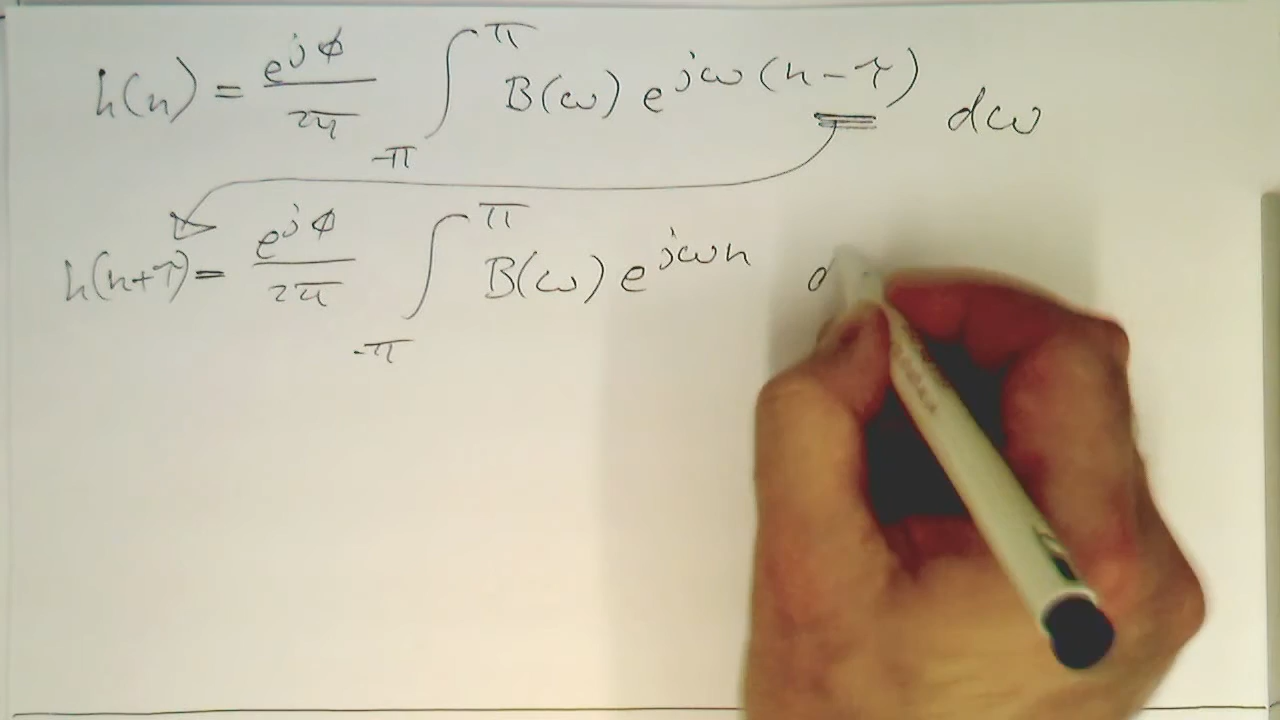 h(n) = e^{jϕ}/2π ∫_{-π}^{π} B(ω) e^{jω(n-τ)} dω
h(n+τ) = e^{jϕ}/2π ∫_{-π}^{π} B(ω) e^{jωn}